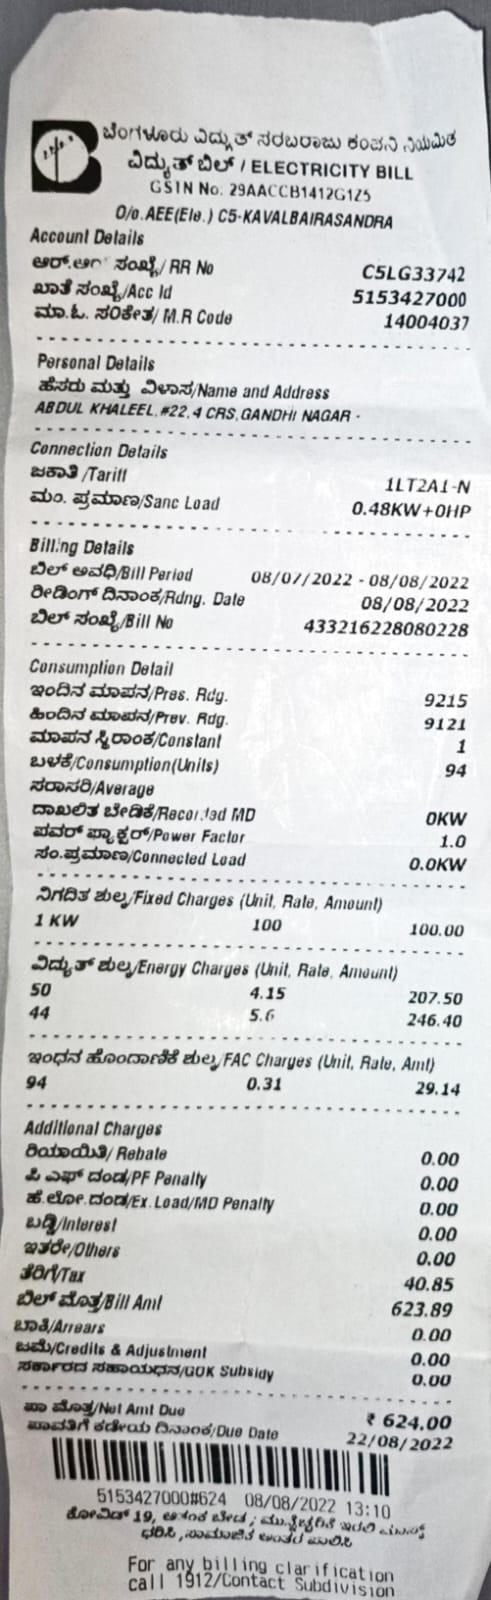 ಬೆಂಗಳೂರು ವಿದ್ಯುತ್ ಸರಬರಾಜು ಕಂಪನಿ ನಿಯಮಿತ
ವಿದ್ಯುತ್ ಬಿಲ್ / ELECTRICITY BILL
GSIN No. 29AACCB1412G1Z5
O/o.AEE(Ele.) C5-KAVALBAIRASANDRA
Account Details
ಆರ್.ಆರ್ ಸಂಖ್ಯೆ/ RR No C5LG33742
ಖಾತೆ ಸಂಖ್ಯೆ/Acc Id 5153427000
ಮಾ.ಓ. ಸಂಕೇತ/ M.R Code 14004037
Personal Details
ಹೆಸರು ಮತ್ತು ವಿಳಾಸ/Name and Address
ABDUL KHALEEL,#22,4 CRS,GANDHI NAGAR -
Connection Details
ಜಕಾತಿ /Tariff 1LT2A1-N
ಮಂ. ಪ್ರಮಾಣ/Sanc Load 0.48KW+0HP
Billing Details
ಬಿಲ್ ಅವಧಿ/Bill Period 08/07/2022 - 08/08/2022
ರೀಡಿಂಗ್ ದಿನಾಂಕ/Rdng. Date 08/08/2022
ಬಿಲ್ ಸಂಖ್ಯೆ/Bill No 433216228080228
Consumption Detail
ಇಂದಿನ ಮಾಪನ/Pres. Rdg. 9215
ಹಿಂದಿನ ಮಾಪನ/Prev. Rdg. 9121
ಮಾಪನ ಸ್ಥಿರಾಂಕ/Constant 1
ಬಳಕೆ/Consumption(Units) 94
ಸರಾಸರಿ/Average
ದಾಖಲಿತ ಬೇಡಿಕೆ/Recorded MD 0KW
ಪವರ್ ಫ್ಯಾಕ್ಟರ್/Power Factor 1.0
ಸಂ.ಪ್ರಮಾಣ/Connected Load 0.0KW
ನಿಗದಿತ ಶುಲ್ಕ/Fixed Charges (Unit, Rate, Amount)
1 KW 100 100.00
ವಿದ್ಯುತ್ ಶುಲ್ಕ/Energy Charges (Unit, Rate, Amount)
50 4.15 207.50
44 5.6 246.40
ಇಂಧನ ಹೊಂದಾಣಿಕೆ ಶುಲ್ಕ/FAC Charges (Unit, Rate, Amt)
94 0.31 29.14
Additional Charges
ರಿಯಾಯಿತಿ/ Rebate 0.00
ಪಿ ಎಫ್ ದಂಡ/PF Penalty 0.00
ಹೆ.ಲೋ.ದಂಡ/Ex.Load/MD Penalty 0.00
ಬಡ್ಡಿ/Interest 0.00
ಇತರೇ/Others 0.00
ತೆರಿಗೆ/Tax 40.85
ಬಿಲ್ ಮೊತ್ತ/Bill Amt 623.89
ಬಾಕಿ/Arrears 0.00
ಜಮೆ/Credits & Adjustment 0.00
ಸರ್ಕಾರದ ಸಹಾಯಧನ/GOK Subsidy 0.00
ಪಾ ಮೊತ್ತ/Net Amt Due ₹ 624.00
ಪಾವತಿಗೆ ಕಡೇಯ ದಿನಾಂಕ/Due Date 22/08/2022
5153427000#624 08/08/2022 13:10
ಕೋವಿಡ್ 19, ಆತಂಕ ಬೇಡ ; ಮುನ್ನೆಚ್ಚರಿಕೆ ಇರಲಿ ಮಾಸ್ಕ್
ಧರಿಸಿ ,ಸಾಮಾಜಿಕ ಅಂತರ ಪಾಲಿಸಿ
For any billing clarification
call 1912/Contact Subdivision